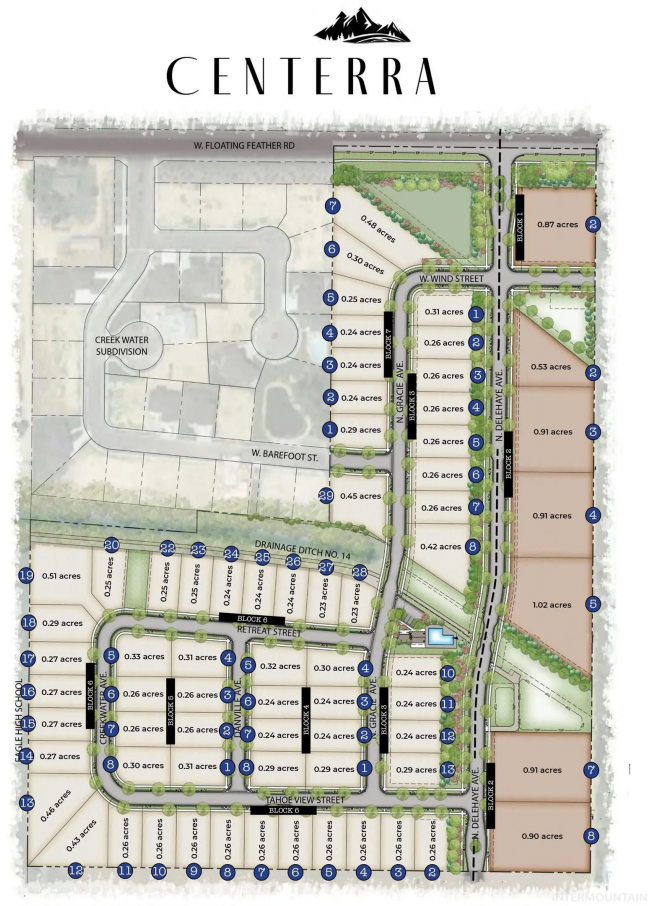 CENTERRA
W. FLOATING FEATHER RD
7
0.48 acres
BLOCK 1
0.87 acres
2
6
0.30 acres
W. WIND STREET
5
0.25 acres
0.31 acres
1
4
0.24 acres
BLOCK 7
0.26 acres
2
CREEK WATER
SUBDIVISION
3
0.24 acres
N. GRACIE AVE.
0.26 acres
3
N. DELEHAYE AVE.
0.53 acres
2
2
0.24 acres
BLOCK 3
0.26 acres
4
1
0.29 acres
0.26 acres
5
BLOCK 2
0.91 acres
3
W. BAREFOOT ST.
0.26 acres
6
29
0.45 acres
0.26 acres
7
0.91 acres
4
DRAINAGE DITCH NO. 14
0.42 acres
8
19
0.51 acres
20
0.25 acres
22
0.25 acres
23
0.25 acres
24
0.24 acres
25
0.24 acres
26
0.24 acres
27
0.23 acres
28
0.23 acres
1.02 acres
5
18
0.29 acres
BLOCK 6
RETREAT STREET
17
0.27 acres
5
0.33 acres
0.31 acres
4
5
0.32 acres
0.30 acres
4
0.24 acres
10
16
0.27 acres
BLOCK 6
6
0.26 acres
BLOCK 5
0.26 acres
3
6
0.24 acres
BLOCK 4
0.24 acres
3
N. GRACIE AVE.
BLOCK 3
0.24 acres
11
EAGLE HIGH SCHOOL
15
0.27 acres
CREEKWATER AVE.
7
0.26 acres
0.26 acres
2
DANVILLE AVE.
7
0.24 acres
0.24 acres
2
0.24 acres
12
14
0.27 acres
8
0.30 acres
0.31 acres
1
8
0.29 acres
0.29 acres
1
0.29 acres
13
N. DELEHAYE AVE.
BLOCK 2
0.91 acres
7
13
0.46 acres
TAHOE VIEW STREET
BLOCK 6
0.43 acres
12
0.26 acres
11
0.26 acres
10
0.26 acres
9
0.26 acres
8
0.26 acres
7
0.26 acres
6
0.26 acres
5
0.26 acres
4
0.26 acres
3
0.26 acres
2
0.90 acres
8
INTERMOUNTAIN